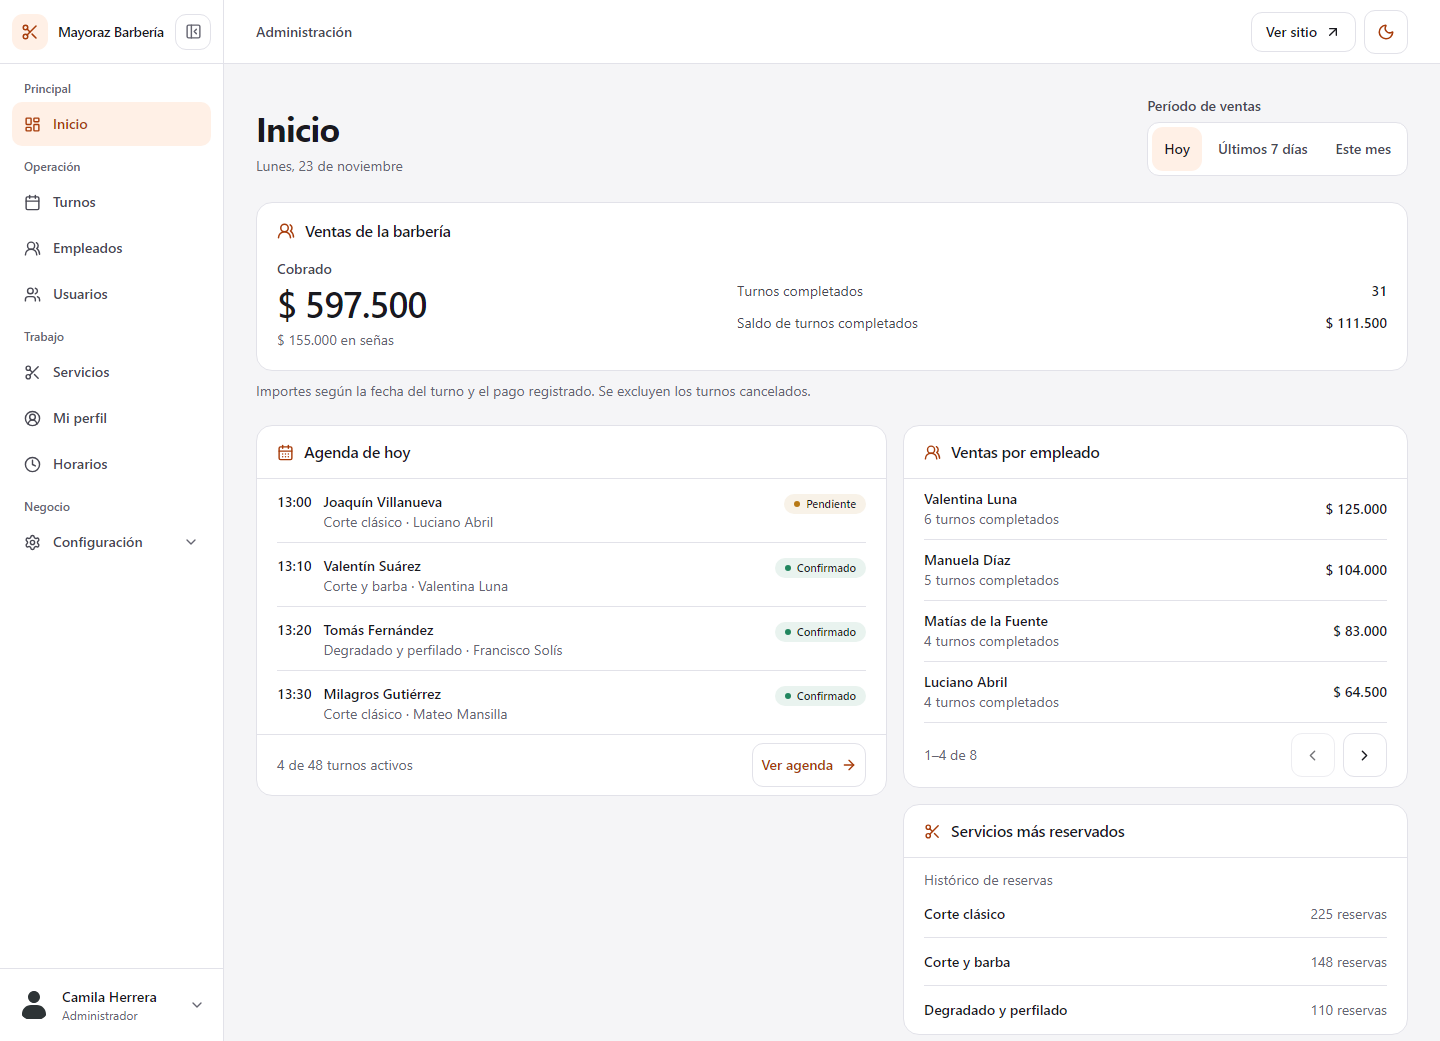 Mayoraz Barbería
Principal
Inicio
Operación
Turnos
Empleados
Usuarios
Trabajo
Servicios
Mi perfil
Horarios
Negocio
Configuración
Camila Herrera
Administrador
Administración
Ver sitio
Inicio
Lunes, 23 de noviembre
Período de ventas
Hoy Últimos 7 días Este mes
Ventas de la barbería
Cobrado
$ 597.500
$ 155.000 en señas
Turnos completados 31
Saldo de turnos completados $ 111.500
Importes según la fecha del turno y el pago registrado. Se excluyen los turnos cancelados.
Agenda de hoy
13:00 Joaquín Villanueva Pendiente
Corte clásico · Luciano Abril
13:10 Valentín Suárez Confirmado
Corte y barba · Valentina Luna
13:20 Tomás Fernández Confirmado
Degradado y perfilado · Francisco Solís
13:30 Milagros Gutiérrez Confirmado
Corte clásico · Mateo Mansilla
4 de 48 turnos activos Ver agenda
Ventas por empleado
Valentina Luna $ 125.000
6 turnos completados
Manuela Díaz $ 104.000
5 turnos completados
Matías de la Fuente $ 83.000
4 turnos completados
Luciano Abril $ 64.500
4 turnos completados
1–4 de 8
Servicios más reservados
Histórico de reservas
Corte clásico 225 reservas
Corte y barba 148 reservas
Degradado y perfilado 110 reservas